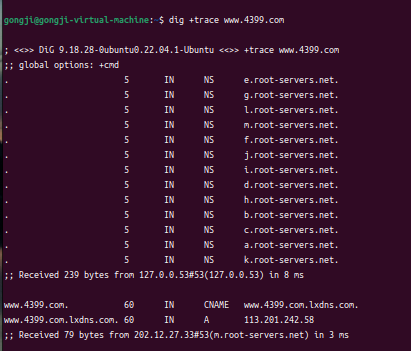 gongji@gongji-virtual-machine:~$ dig +trace www.4399.com
; <<>> DiG 9.18.28-0ubuntu0.22.04.1-Ubuntu <<>> +trace www.4399.com
;; global options: +cmd
. 5 IN NS e.root-servers.net.
. 5 IN NS g.root-servers.net.
. 5 IN NS l.root-servers.net.
. 5 IN NS m.root-servers.net.
. 5 IN NS f.root-servers.net.
. 5 IN NS j.root-servers.net.
. 5 IN NS i.root-servers.net.
. 5 IN NS d.root-servers.net.
. 5 IN NS h.root-servers.net.
. 5 IN NS b.root-servers.net.
. 5 IN NS c.root-servers.net.
. 5 IN NS a.root-servers.net.
. 5 IN NS k.root-servers.net.
;; Received 239 bytes from 127.0.0.53#53(127.0.0.53) in 8 ms
www.4399.com. 60 IN CNAME www.4399.com.lxdns.com.
www.4399.com.lxdns.com. 60 IN A 113.201.242.58
;; Received 79 bytes from 202.12.27.33#53(m.root-servers.net) in 3 ms